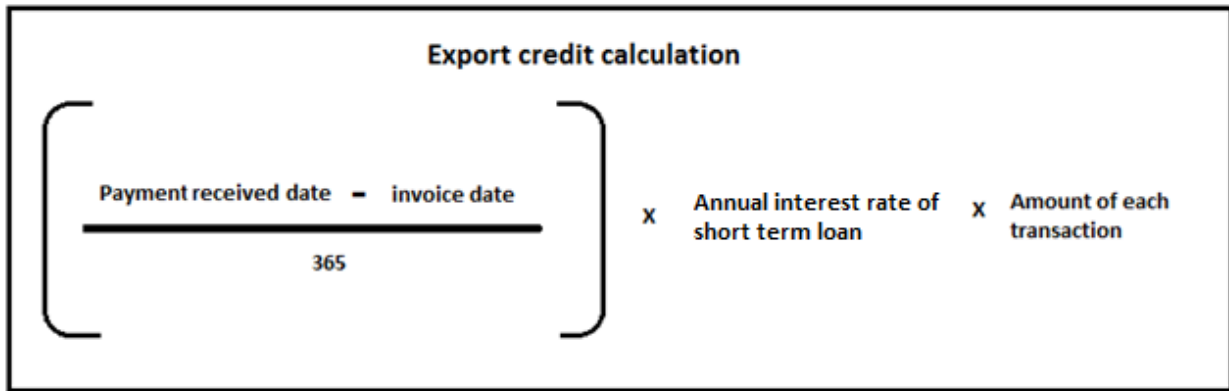 Export credit calculation
Payment received date - invoice date
365
x
Annual interest rate of
short term loan
x
Amount of each
transaction